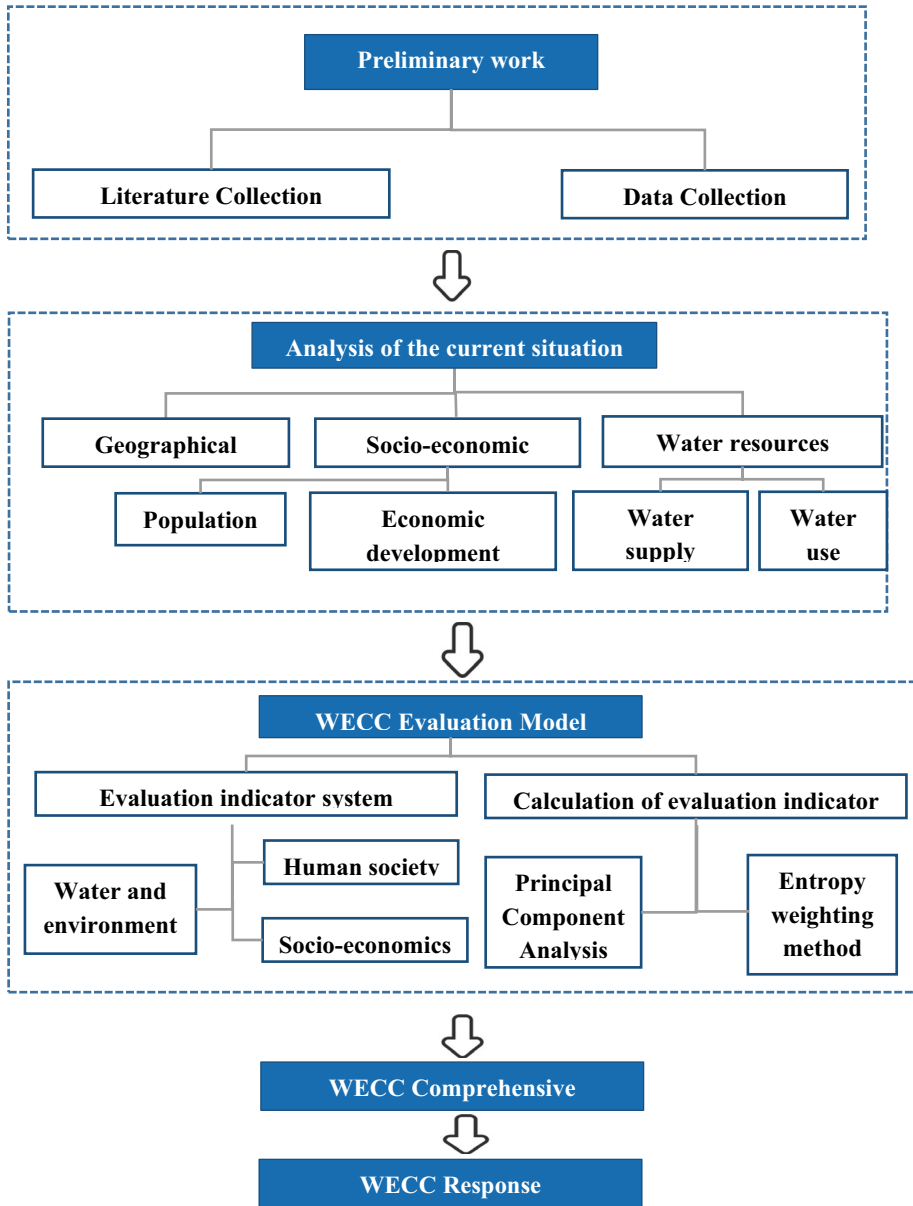 Preliminary work
Literature Collection
Data Collection
Analysis of the current situation
Geographical
Socio-economic
Water resources
Population
Economic
development
Water
supply
Water
use
WECC Evaluation Model
Evaluation indicator system
Calculation of evaluation indicator
Human society
Water and
environment
Socio-economics
Principal
Component
Analysis
Entropy
weighting
method
WECC Comprehensive
WECC Response